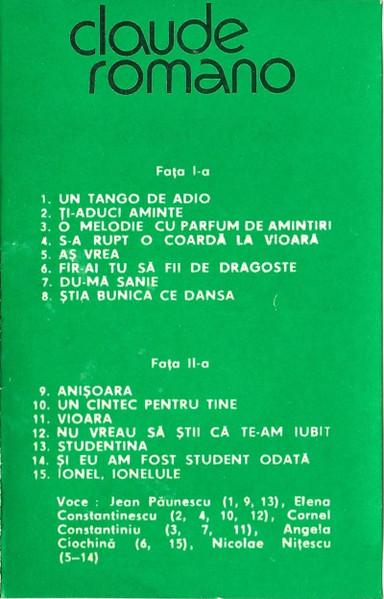 claude
romano
Fața I-a
1. UN TANGO DE ADIO
2. ȚI-ADUCI AMINTE
3. O MELODIE CU PARFUM DE AMINTIRI
4. S-A RUPT O COARDĂ LA VIOARĂ
5. AȘ VREA
6. FIR-AI TU SĂ FII DE DRAGOSTE
7. DU-MĂ SANIE
8. ȘTIA BUNICA CE DANSA
Fața II-a
9. ANIȘOARA
10. UN CÎNTEC PENTRU TINE
11. VIOARA
12. NU VREAU SĂ ȘTII CĂ TE-AM IUBIT
13. STUDENTINA
14. ȘI EU AM FOST STUDENT ODATĂ
15. IONEL, IONELULE
Voce : Jean Păunescu (1, 9, 13), Elena
Constantinescu (2, 4, 10, 12), Cornel
Constantiniu (3, 7, 11), Angela
Ciochină (6, 15), Nicolae Nițescu
(5–14)